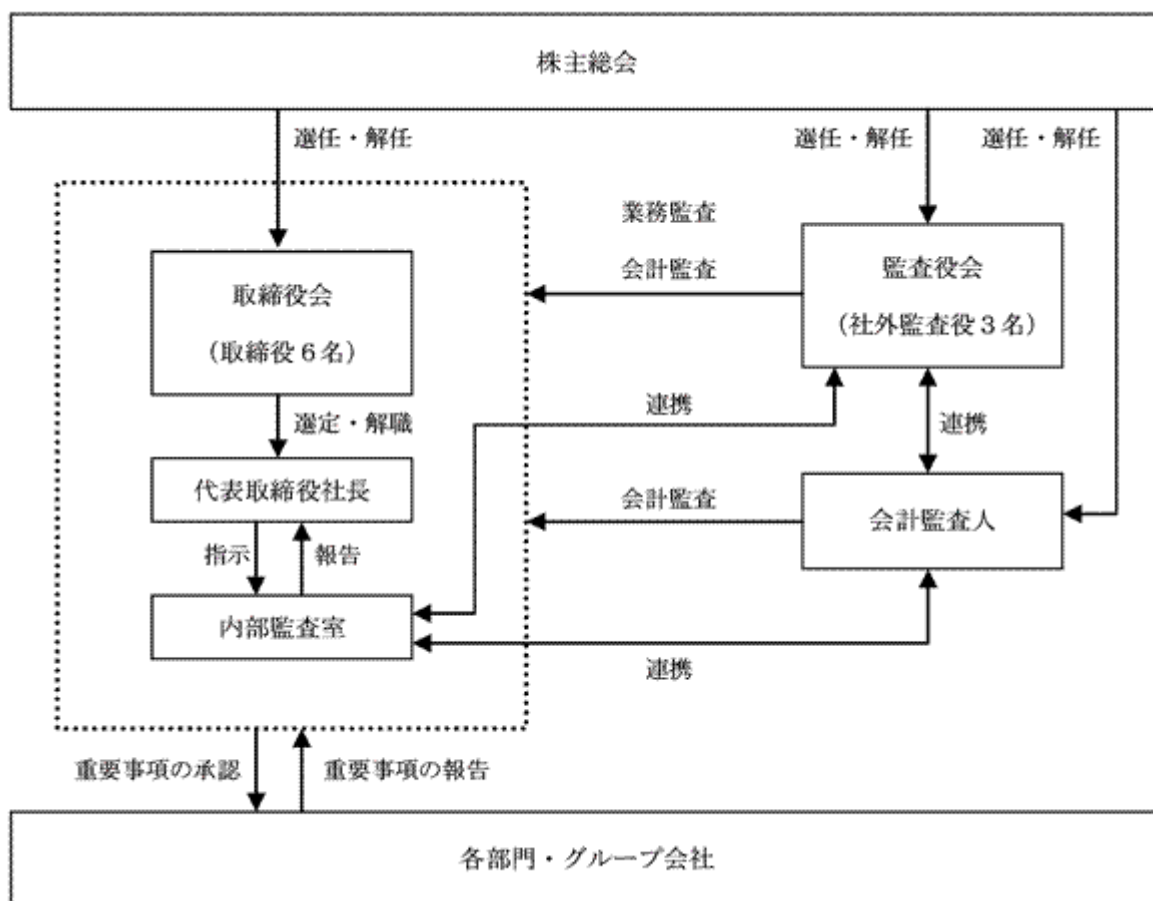 株主総会
選任・解任
選任・解任
選任・解任
業務監査
会計監査
取締役会
（取締役６名）
監査役会
（社外監査役３名）
選定・解職
連携
連携
代表取締役社長
会計監査
会計監査人
指示
報告
内部監査室
連携
重要事項の承認
重要事項の報告
各部門・グループ会社